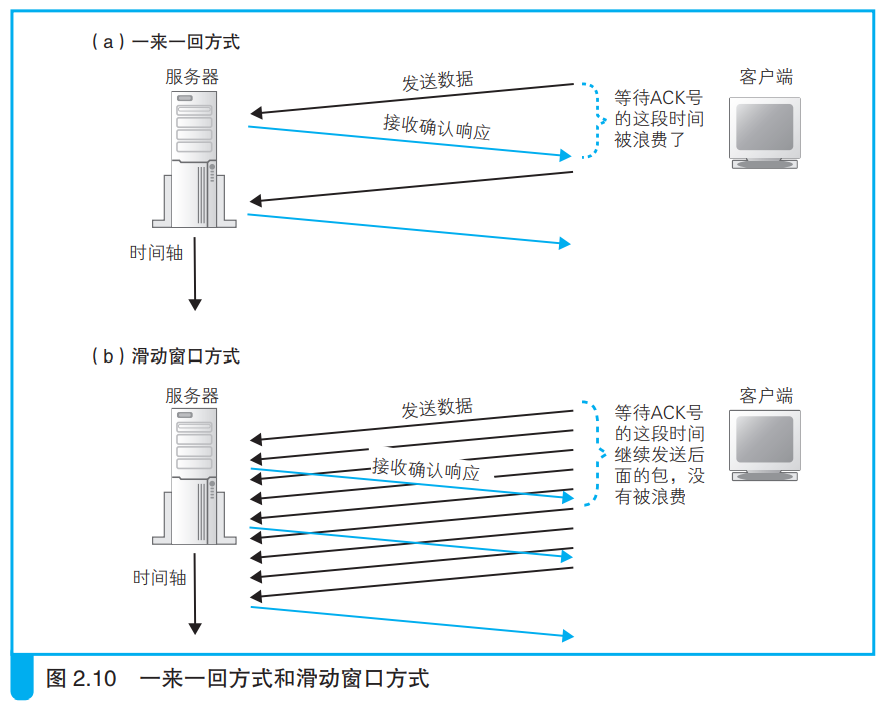 （a）一来一回方式
服务器
发送数据
接收确认响应
等待ACK号
的这段时间
被浪费了
客户端
时间轴
（b）滑动窗口方式
服务器
发送数据
接收确认响应
等待ACK号
的这段时间
继续发送后
面的包，没
有被浪费
客户端
时间轴
图 2.10 一来一回方式和滑动窗口方式